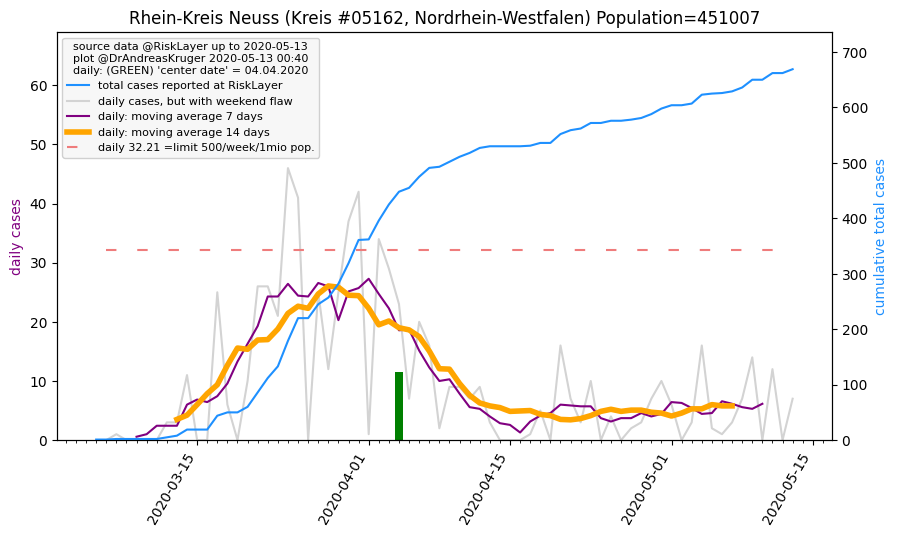 Rhein-Kreis Neuss (Kreis #05162, Nordrhein-Westfalen) Population=451007
source data @RiskLayer up to 2020-05-13
plot @DrAndreasKruger 2020-05-13 00:40
daily: (GREEN) 'center date' = 04.04.2020
total cases reported at RiskLayer
daily cases, but with weekend flaw
daily: moving average 7 days
daily: moving average 14 days
daily 32.21 =limit 500/week/1mio pop.
daily cases
60
50
40
30
20
10
0
cumulative total cases
700
600
500
400
300
200
100
0
2020-03-15
2020-04-01
2020-04-15
2020-05-01
2020-05-15